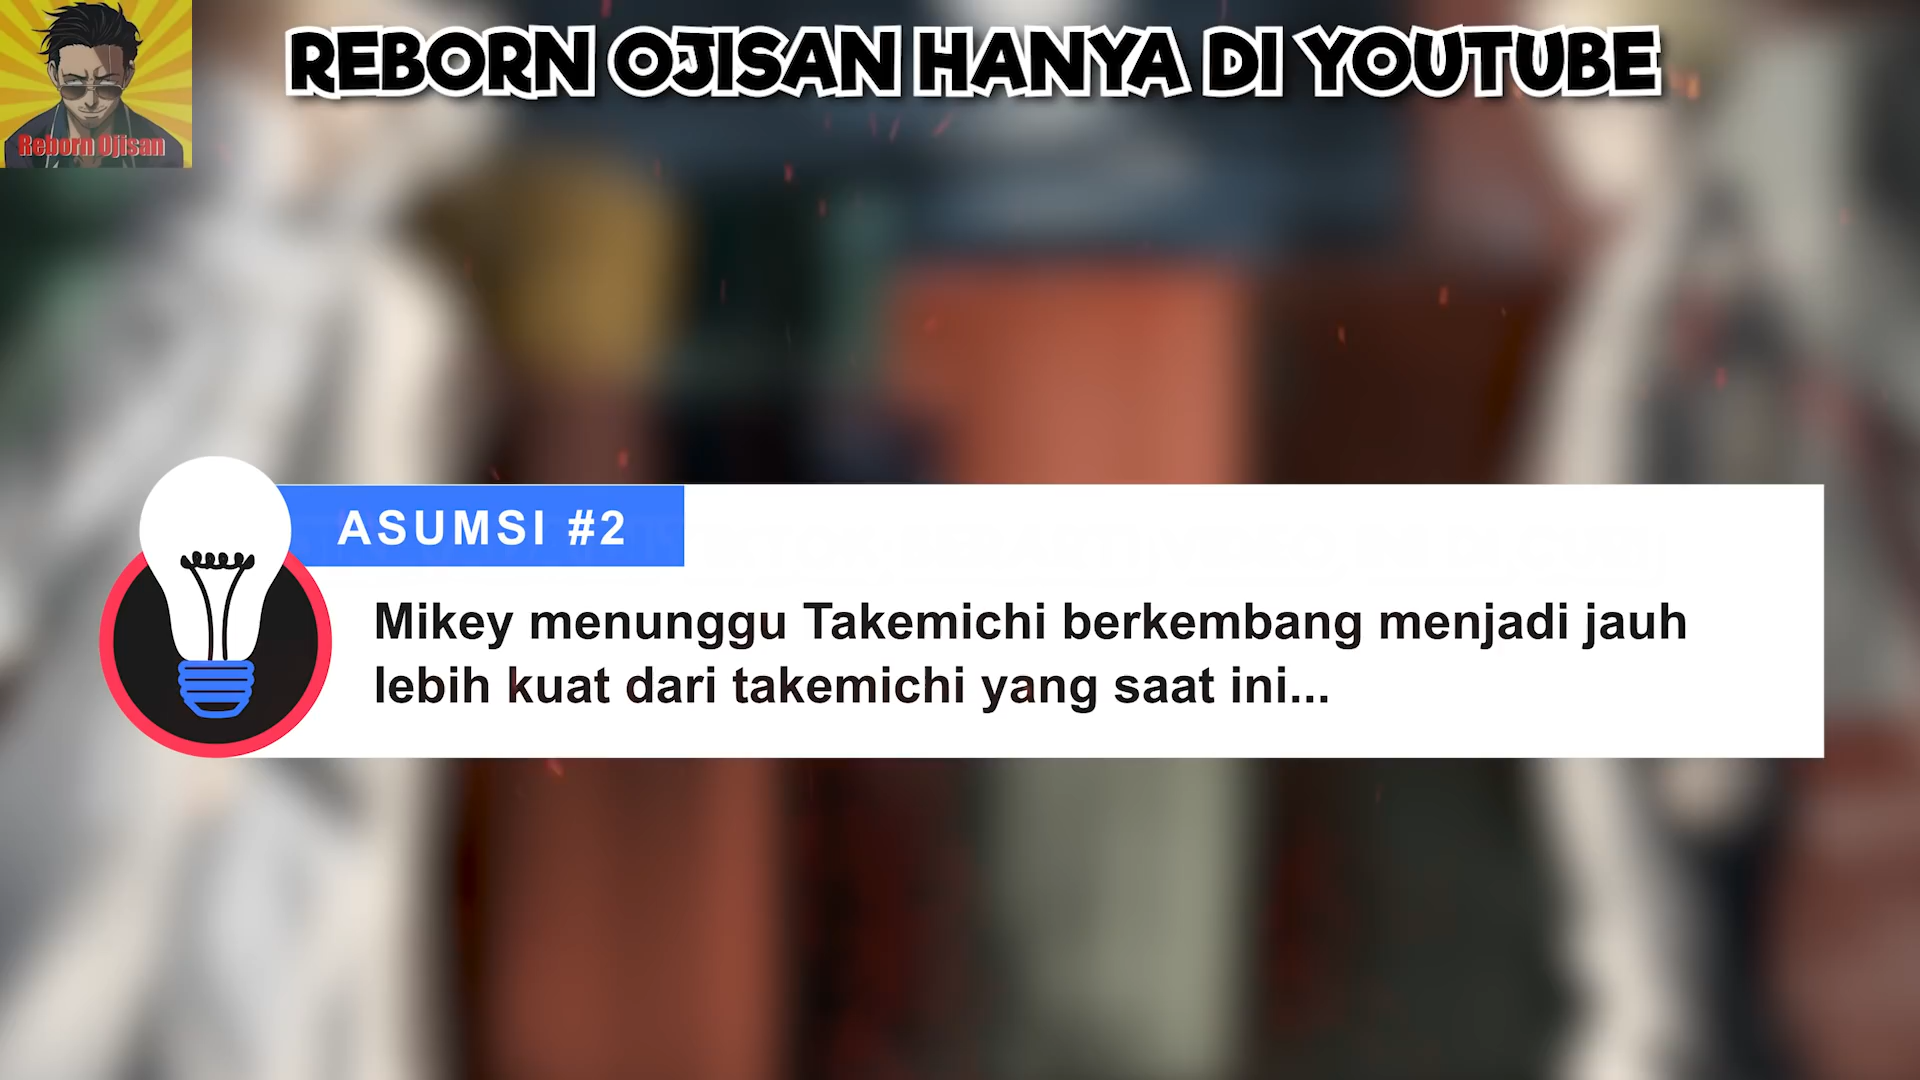 REBORN OJISAN HANYA DI YOUTUBE
Reborn Ojisan
ASUMSI #2
Mikey menunggu Takemichi berkembang menjadi jauh
lebih kuat dari takemichi yang saat ini...